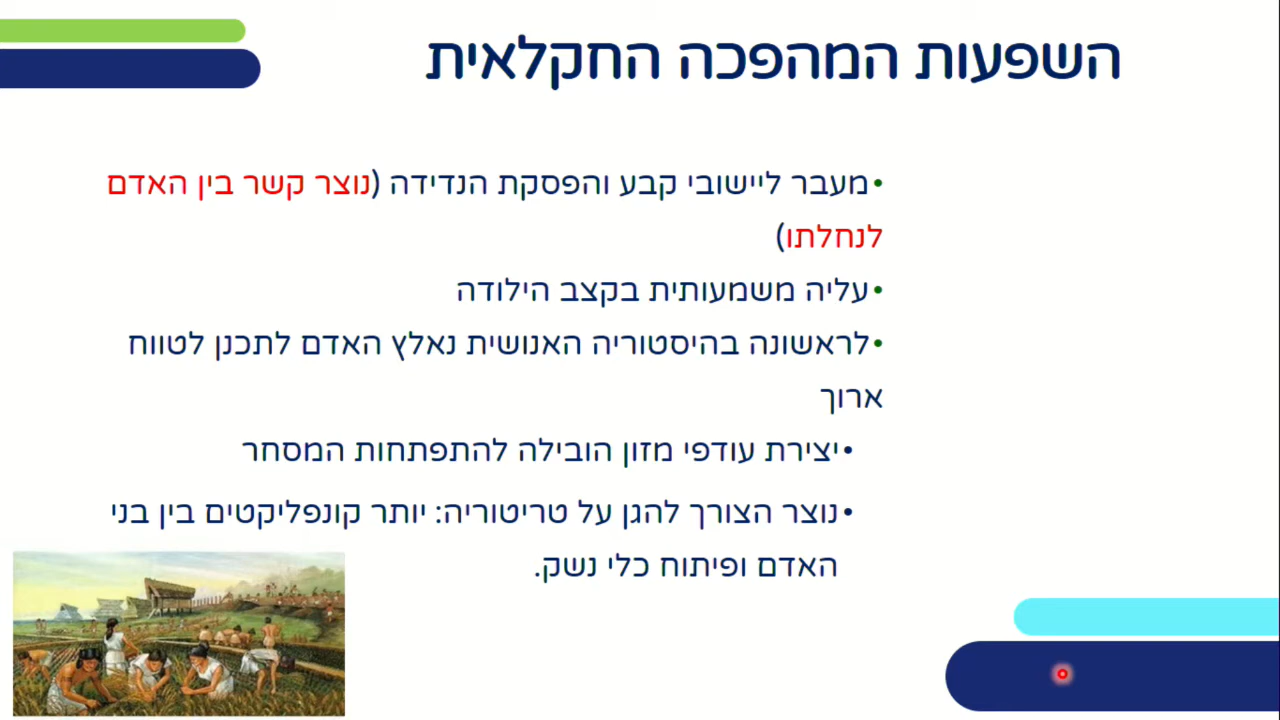 השפעות המהפכה החקלאית
•מעבר ליישובי קבע והפסקת הנדידה (נוצר קשר בין האדם
לנחלתו)
•עליה משמעותית בקצב הילודה
•לראשונה בהיסטוריה האנושית נאלץ האדם לתכנן לטווח
ארוך
•יצירת עודפי מזון הובילה להתפתחות המסחר
•נוצר הצורך להגן על טריטוריה: יותר קונפליקטים בין בני
האדם ופיתוח כלי נשק.